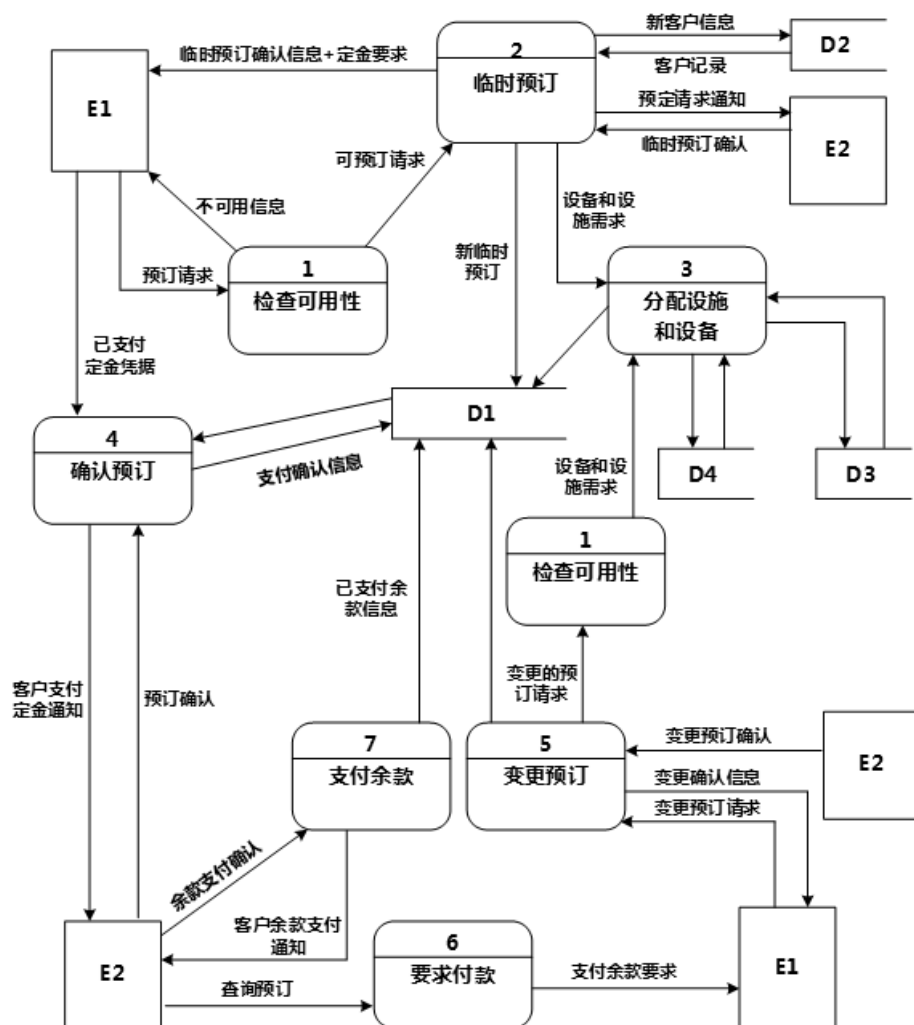 新客户信息
2
D2
临时预订确认信息+定金要求
客户记录
临时预订
预定请求通知
E1
E2
临时预订确认
可预订请求
设备和设
施需求
不可用信息
新临时
预订
1
3
预订请求
检查可用性
分配设施
和设备
已支付
定金凭据
D1
4
确认预订
支付确认信息
设备和设
施需求
D4
D3
1
检查可用性
已支付余
款信息
客户支付
定金通知
预订确认
变更的预
订请求
7
5
变更预订确认
E2
支付余款
变更预订
变更确认信息
变更预订请求
余款支付确认
客户余款支付
通知
6
E2
要求付款
支付余款要求
E1
查询预订